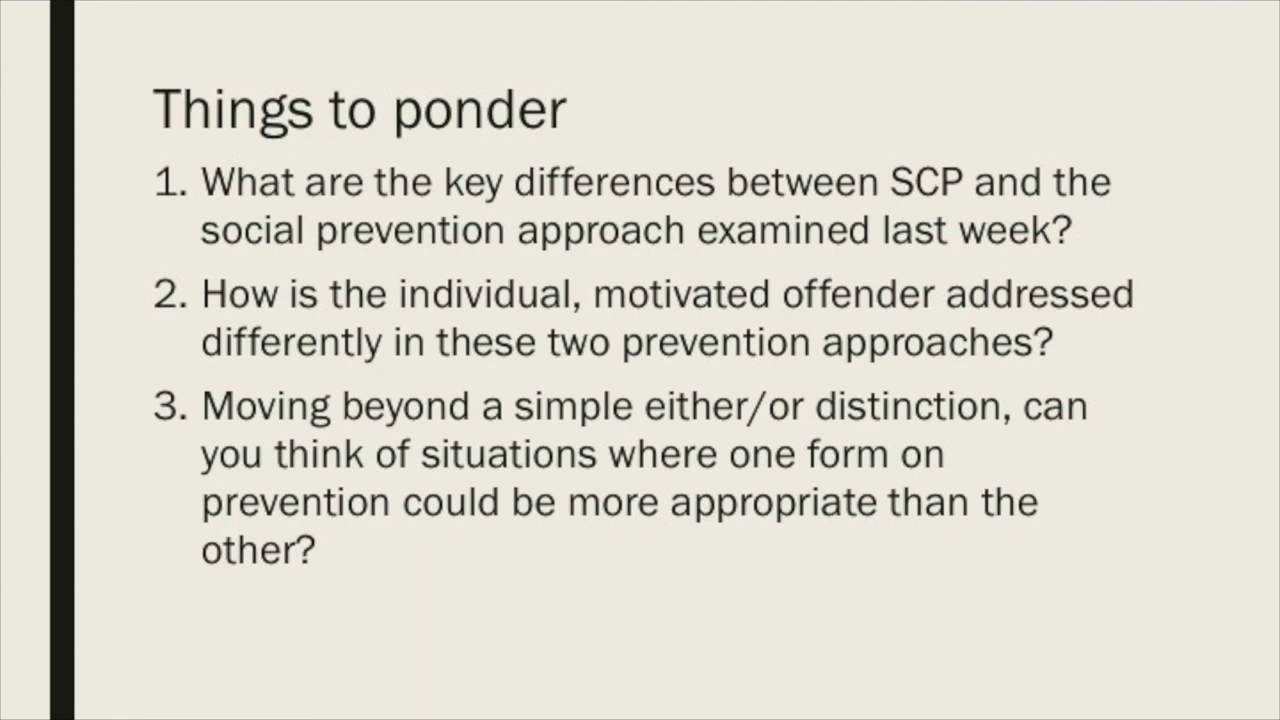 Things to ponder
1. What are the key differences between SCP and the
social prevention approach examined last week?
2. How is the individual, motivated offender addressed
differently in these two prevention approaches?
3. Moving beyond a simple either/or distinction, can
you think of situations where one form on
prevention could be more appropriate than the
other?